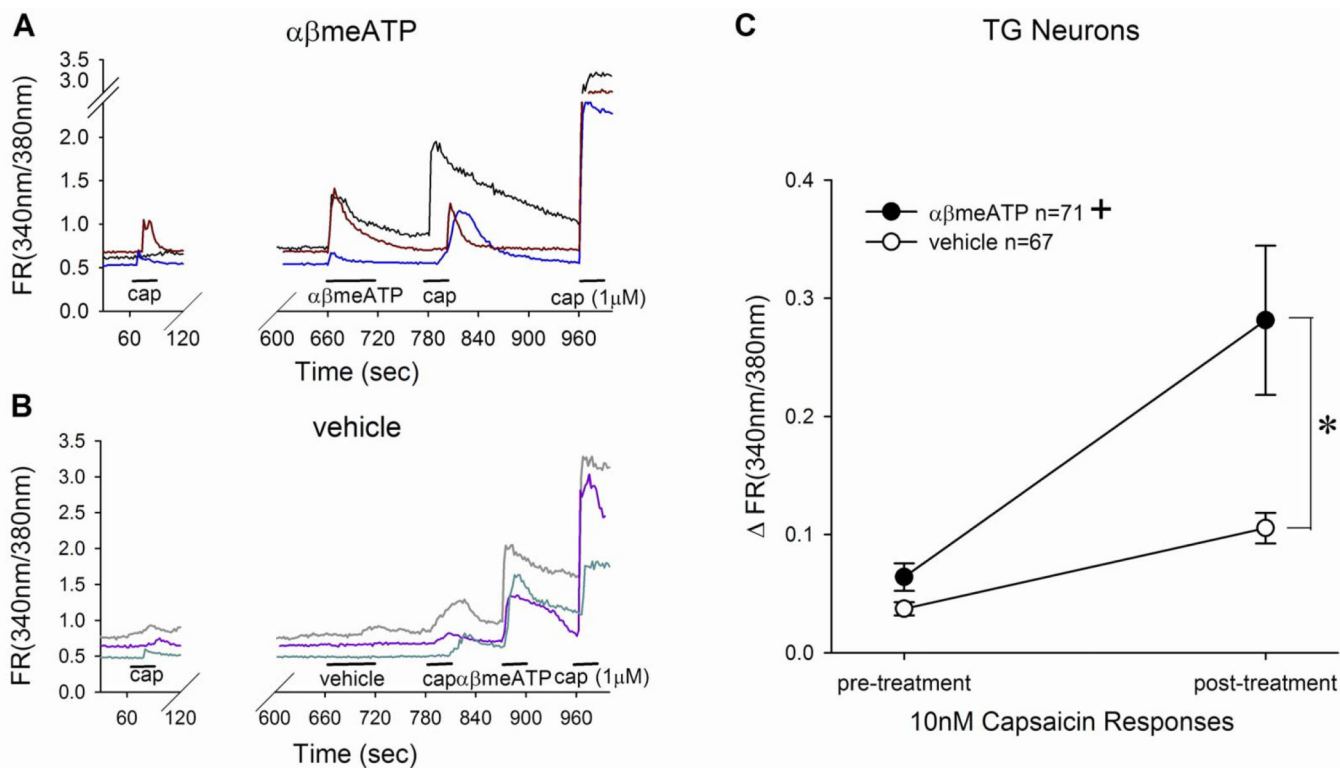 A
αβmeATP
FR(340nm/380nm)
3.5
3.0
2.0
1.5
1.0
0.5
0.0
cap
αβmeATP
cap
cap (1μM)
60
120
600
660
720
780
840
900
960
Time (sec)
B
vehicle
FR(340nm/380nm)
3.5
3.0
2.5
2.0
1.5
1.0
0.5
0.0
cap
vehicle
cap
αβmeATP
cap (1μM)
60
120
600
660
720
780
840
900
960
Time (sec)
C
TG Neurons
Δ FR(340nm/380nm)
0.4
0.3
0.2
0.1
0.0
αβmeATP n=71 +
vehicle n=67
*
pre-treatment
post-treatment
10nM Capsaicin Responses